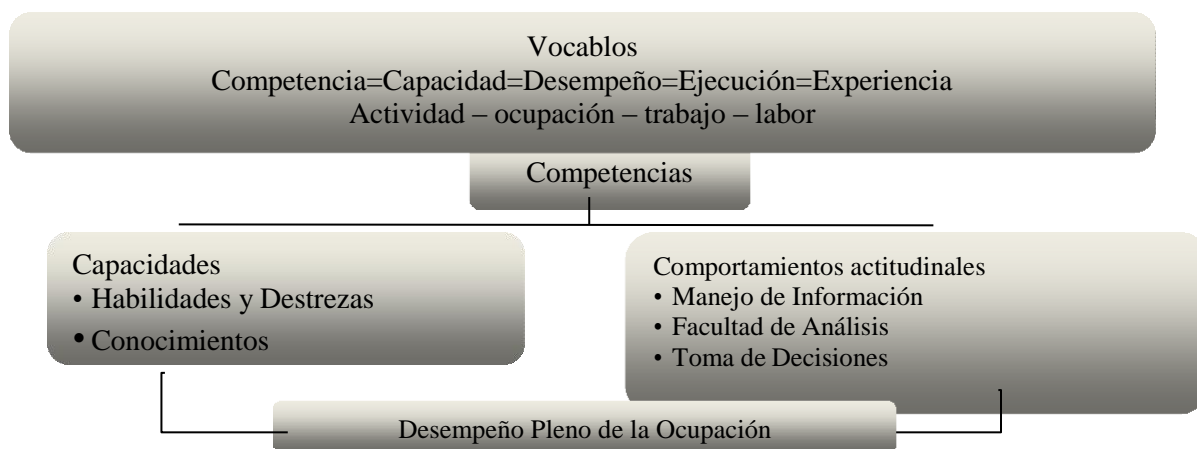 Vocablos
Competencia=Capacidad=Desempeño=Ejecución=Experiencia
Actividad – ocupación – trabajo – labor
Competencias
Capacidades
• Habilidades y Destrezas
• Conocimientos
Comportamientos actitudinales
• Manejo de Información
• Facultad de Análisis
• Toma de Decisiones
Desempeño Pleno de la Ocupación